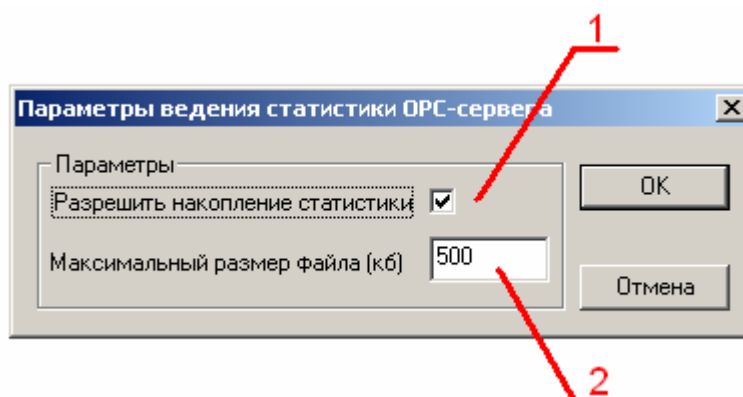 1
Параметры ведения статистики OPC-сервера
Параметры
Разрешить накопление статистики
OK
Максимальный размер файла (кб)
500
Отмена
2